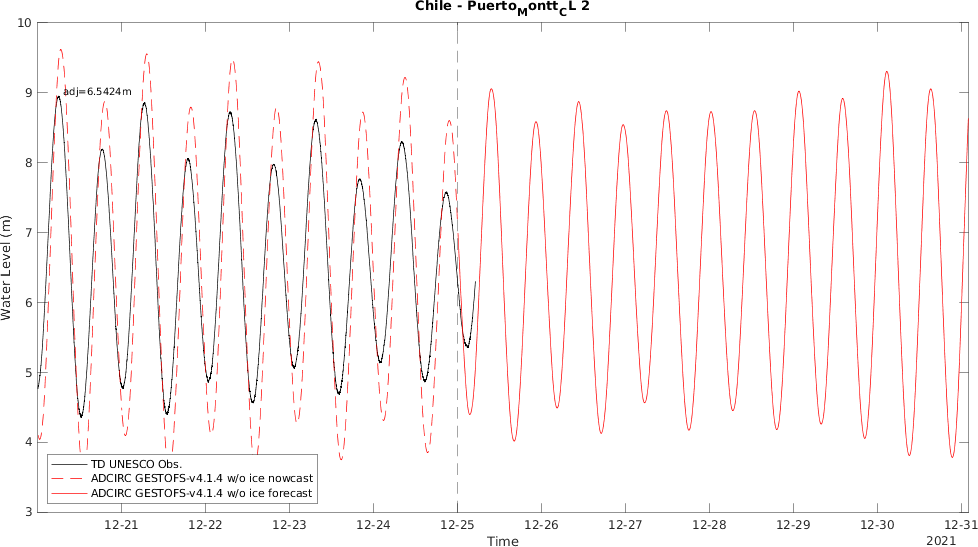 Chile - PuertoMonttCL 2
10
9
8
7
6
5
4
3
Water Level (m)
adj=6.5424m
TD UNESCO Obs.
ADCIRC GESTOFS-v4.1.4 w/o ice nowcast
ADCIRC GESTOFS-v4.1.4 w/o ice forecast
12-21 12-22 12-23 12-24 12-25 12-26 12-27 12-28 12-29 12-30 12-31
Time
2021